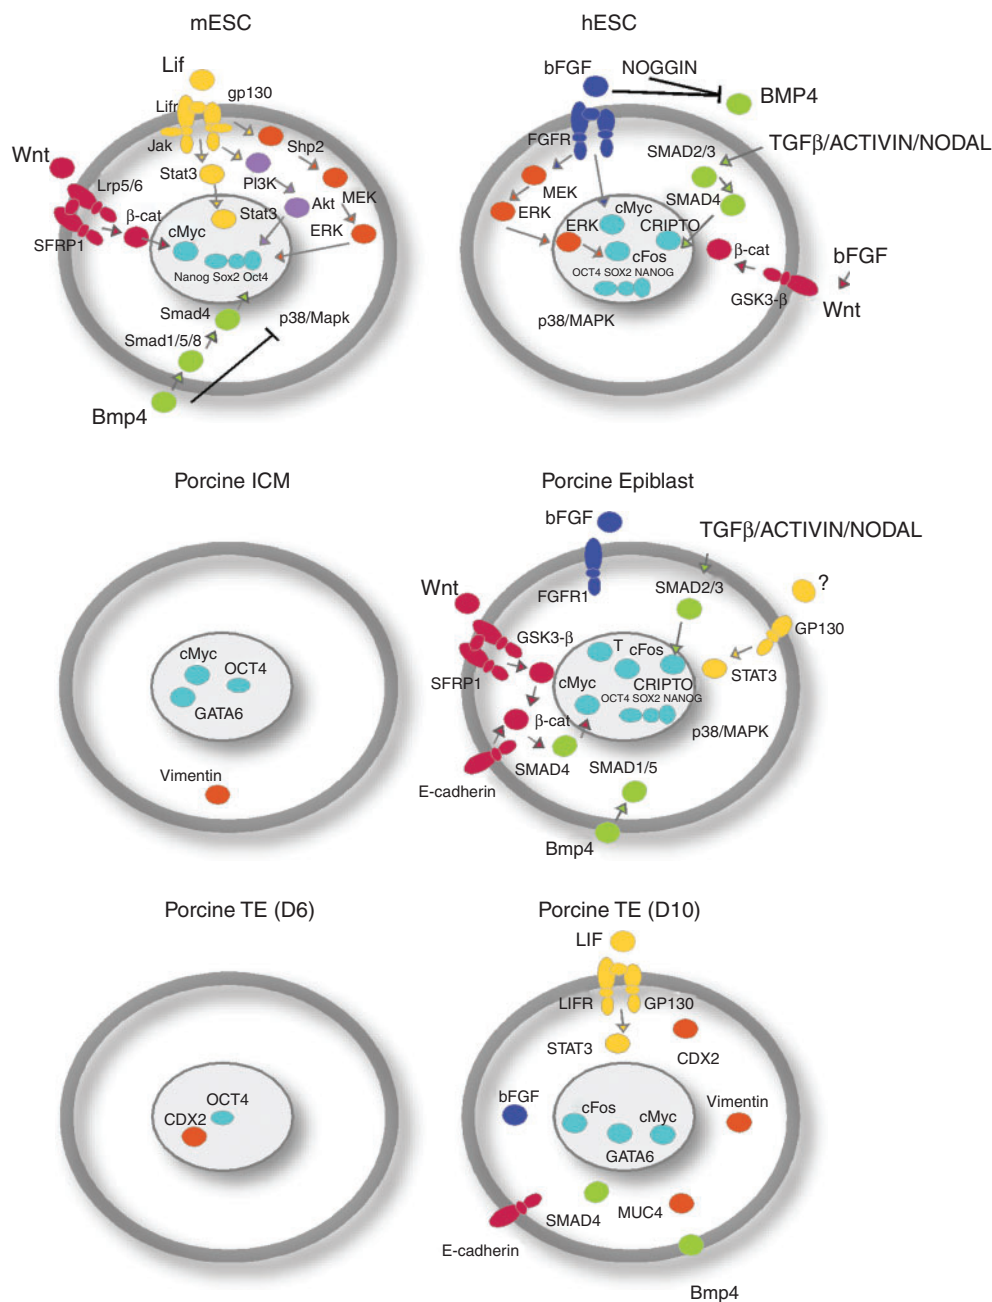 mESC
Lif
Lifr
gp130
Jak
Shp2
Wnt
Lrp5/6
Stat3
PI3K
Akt
MEK
ERK
SFRP1
β-cat
cMyc
Stat3
Nanog Sox2 Oct4
Smad4
p38/Mapk
Smad1/5/8
Bmp4
hESC
bFGF
NOGGIN
BMP4
FGFR
SMAD2/3
TGFβ/ACTIVIN/NODAL
MEK
ERK
SMAD4
cMyc
ERK
CRIPTO
cFos
OCT4 SOX2 NANOG
β-cat
bFGF
GSK3-β
Wnt
p38/MAPK
Porcine ICM
cMyc
OCT4
GATA6
Vimentin
Porcine Epiblast
bFGF
TGFβ/ACTIVIN/NODAL
Wnt
FGFR1
SMAD2/3
?
GP130
GSK3-β
SFRP1
T
cFos
STAT3
cMyc
CRIPTO
OCT4 SOX2 NANOG
β-cat
p38/MAPK
SMAD4
SMAD1/5
E-cadherin
Bmp4
Porcine TE (D6)
OCT4
CDX2
Porcine TE (D10)
LIF
LIFR
GP130
STAT3
CDX2
bFGF
cFos
cMyc
Vimentin
GATA6
SMAD4
MUC4
E-cadherin
Bmp4